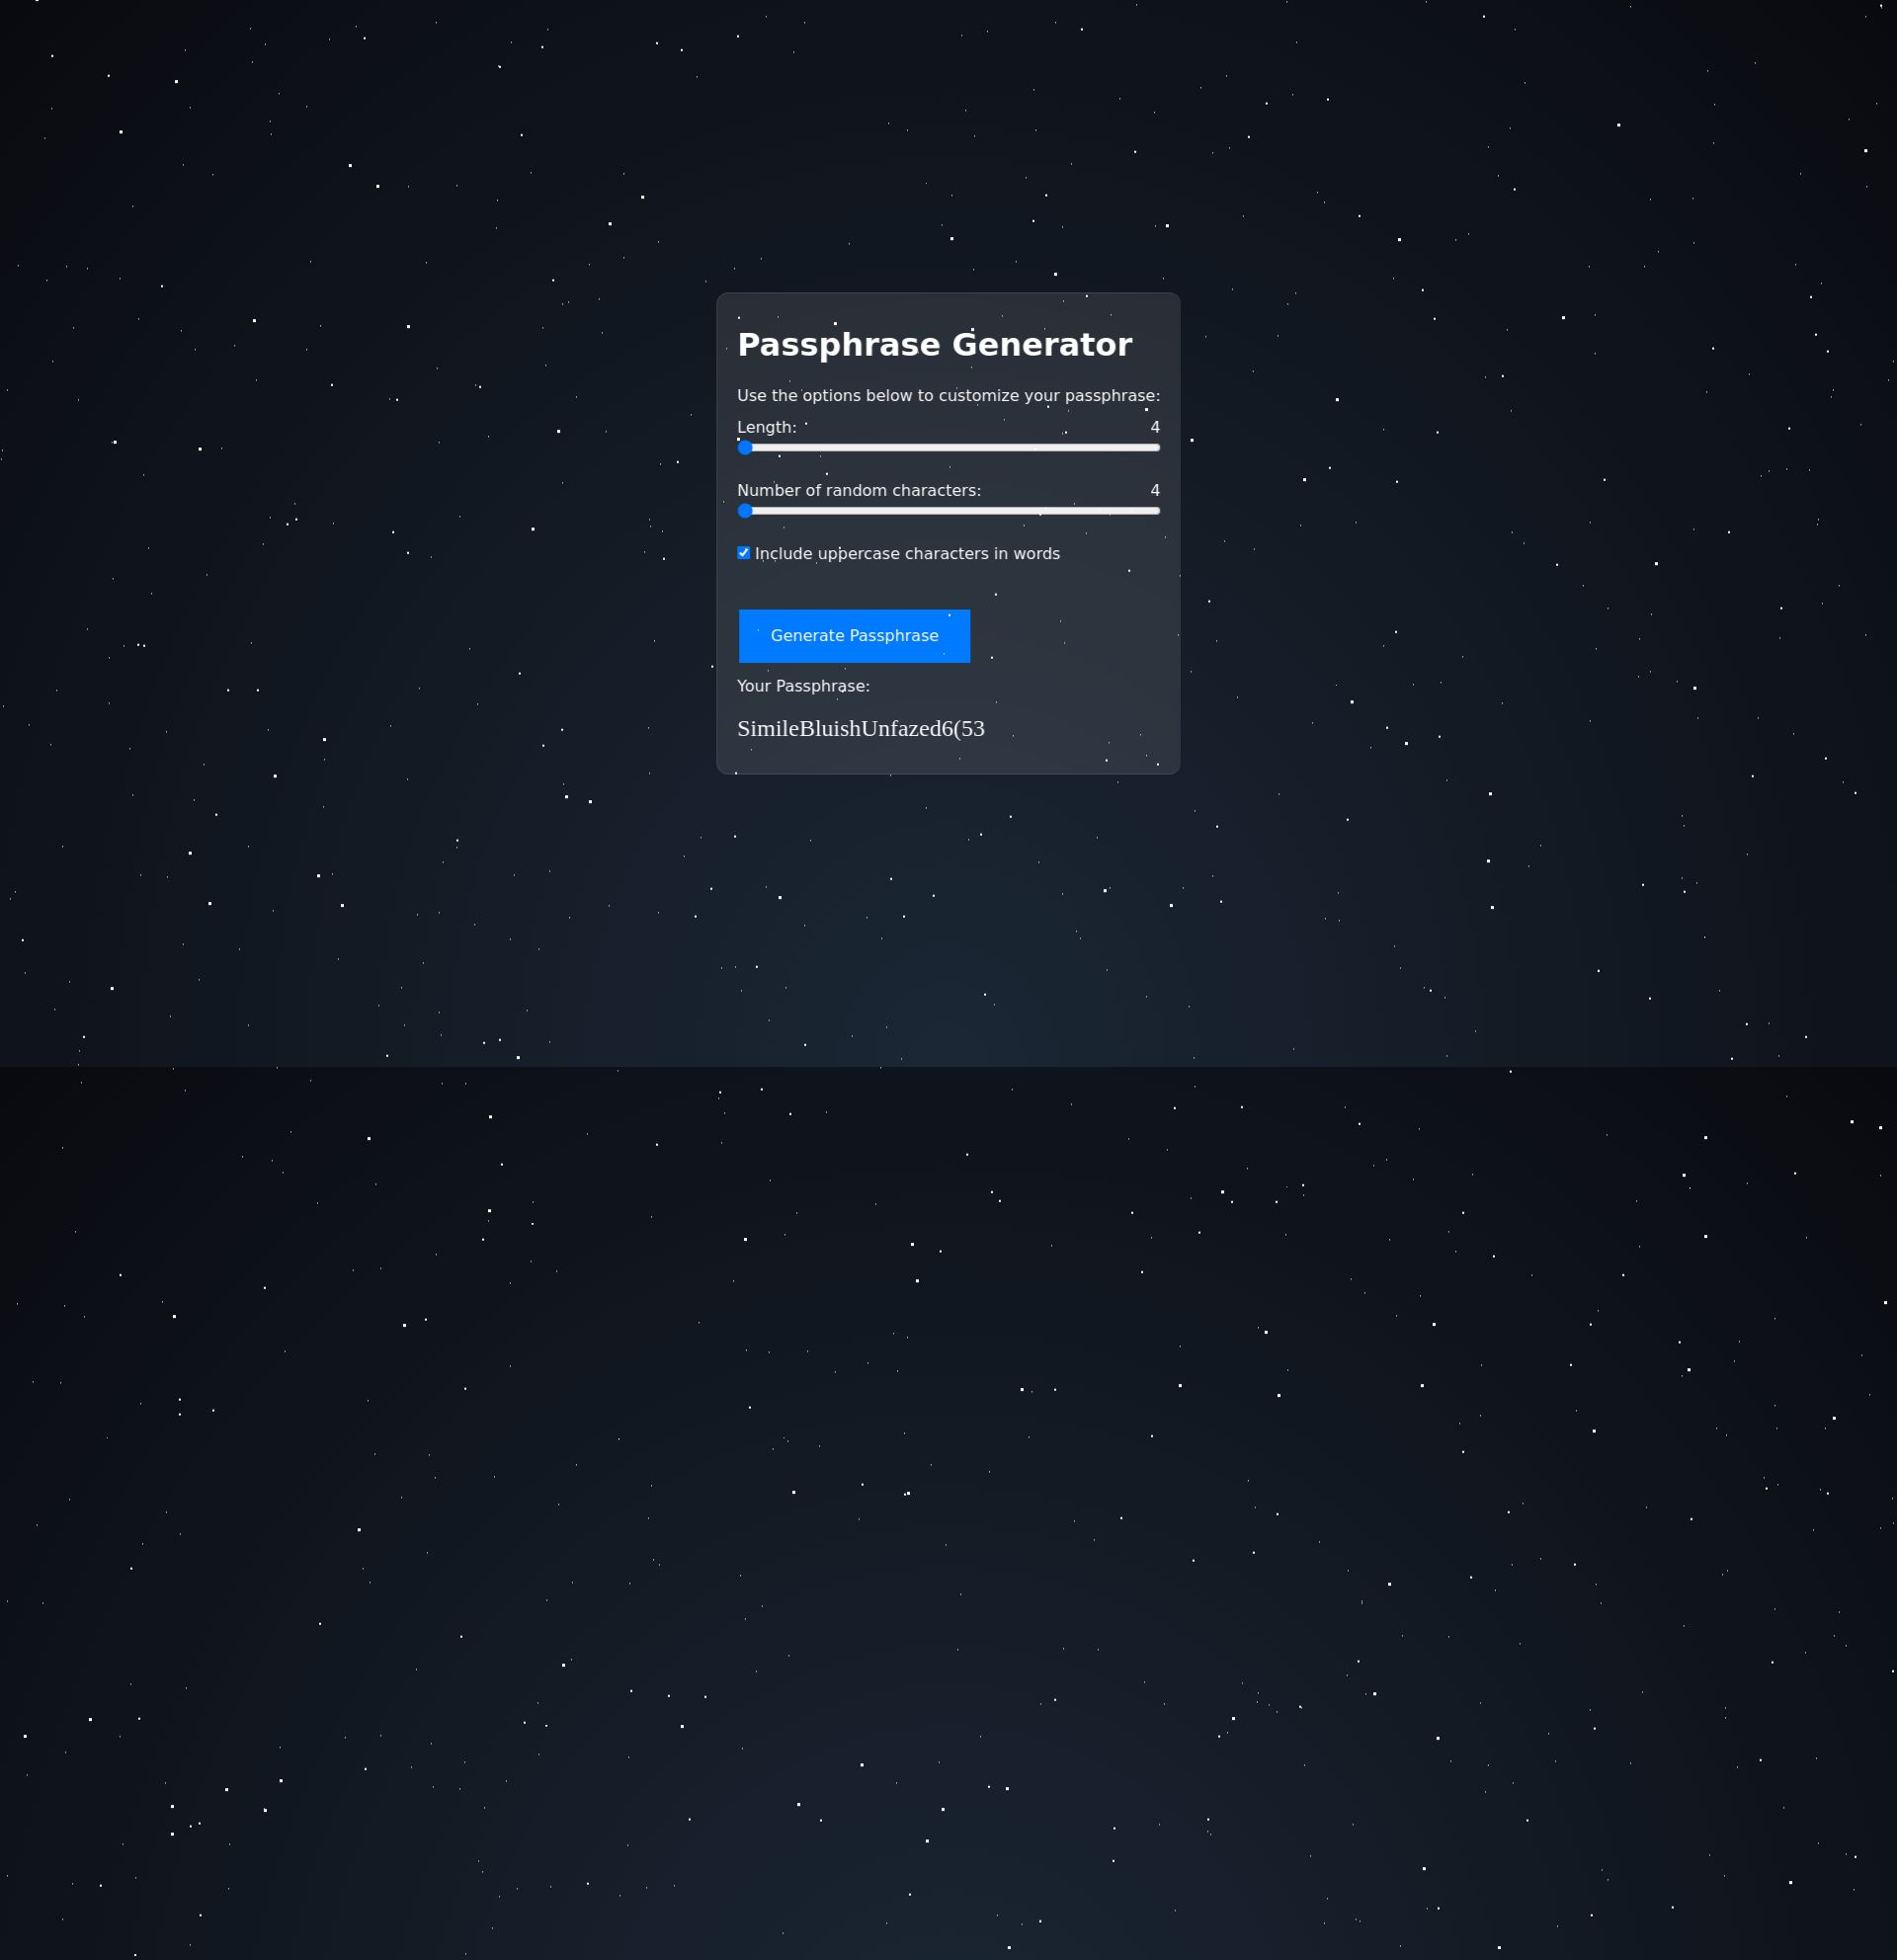 Passphrase Generator
Use the options below to customize your passphrase:
Length: 4
Number of random characters: 4
Include uppercase characters in words
Generate Passphrase
Your Passphrase:
SimileBluishUnfazed6(53